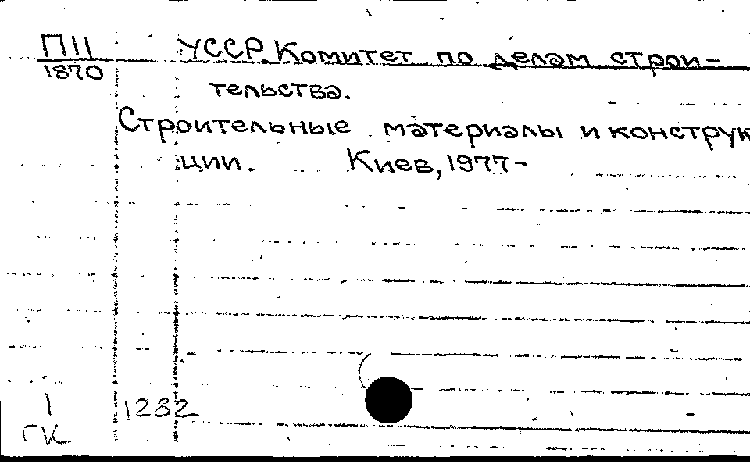 П11 УССР. Комитет по делам строи-
1870
тельства.
Строительные материалы и конструк
ции. Киев, 1977-
1 1282
ГК